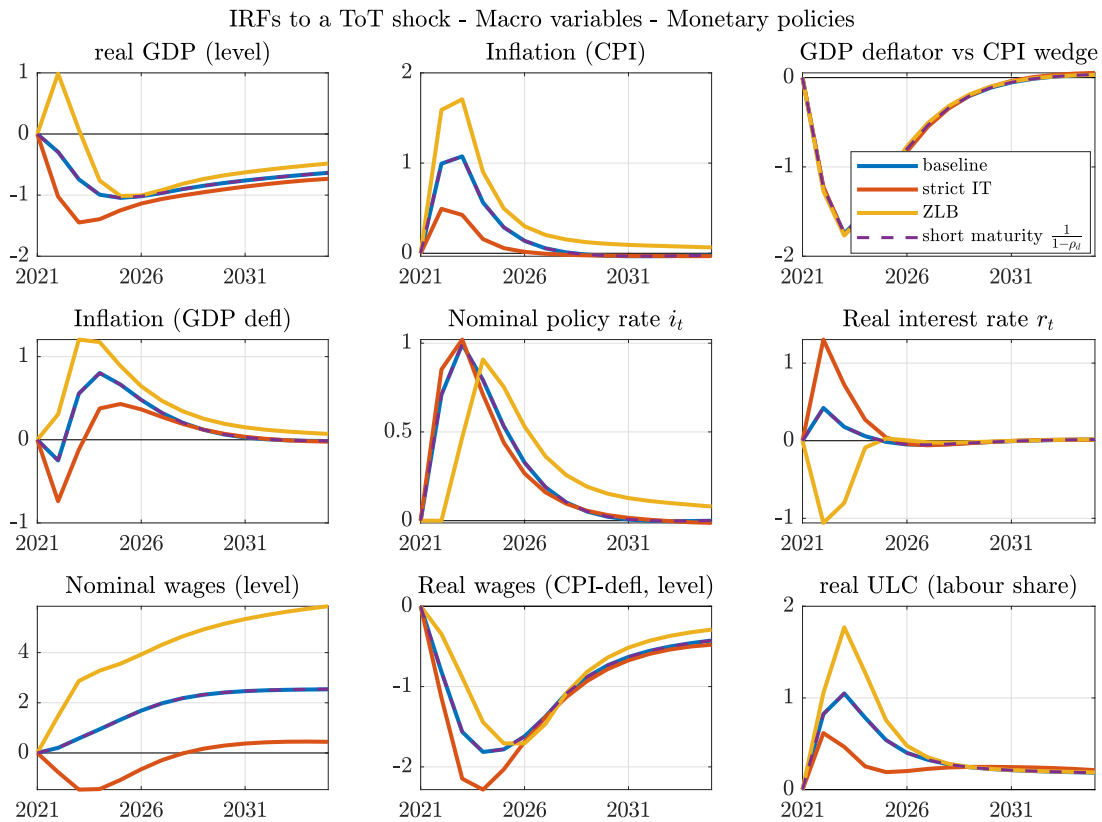 IRFs to a ToT shock - Macro variables - Monetary policies
real GDP (level)
1
0
-1
-2
2021 2026 2031
Inflation (CPI)
2
1
0
2021 2026 2031
GDP deflator vs CPI wedge
0
-1
-2
2021 2026 2031
baseline
strict IT
ZLB
short maturity 1/(1-ρ_d)
Inflation (GDP defl)
1
0
-1
2021 2026 2031
Nominal policy rate i_t
1
0.5
0
2021 2026 2031
Real interest rate r_t
1
0
-1
2021 2026 2031
Nominal wages (level)
4
2
0
2021 2026 2031
Real wages (CPI-defl, level)
0
-1
-2
2021 2026 2031
real ULC (labour share)
2
1
0
2021 2026 2031